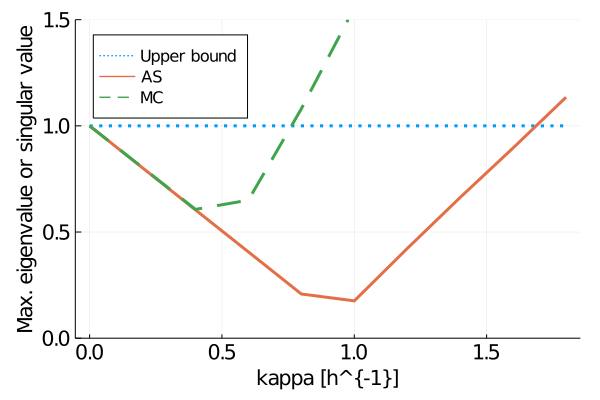 Max. eigenvalue or singular value
1.5
1.0
0.5
0.0
Upper bound
AS
MC
0.0 0.5 1.0 1.5
kappa [h^{-1}]